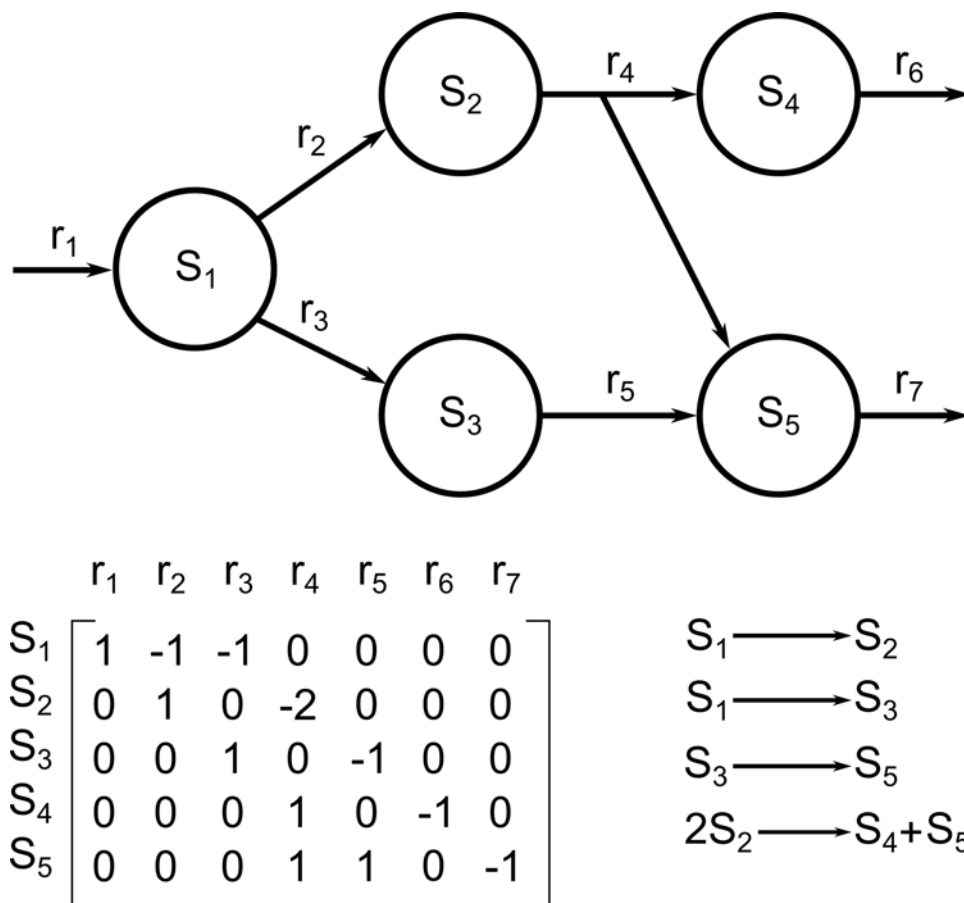 r₄ r₆
S₂ S₄
r₂
r₁
S₁
r₃
r₅ r₇
S₃ S₅
r₁ r₂ r₃ r₄ r₅ r₆ r₇
S₁ 1 -1 -1 0 0 0 0
S₂ 0 1 0 -2 0 0 0
S₃ 0 0 1 0 -1 0 0
S₄ 0 0 0 1 0 -1 0
S₅ 0 0 0 1 1 0 -1
S₁ → S₂
S₁ → S₃
S₃ → S₅
2S₂ → S₄+S₅